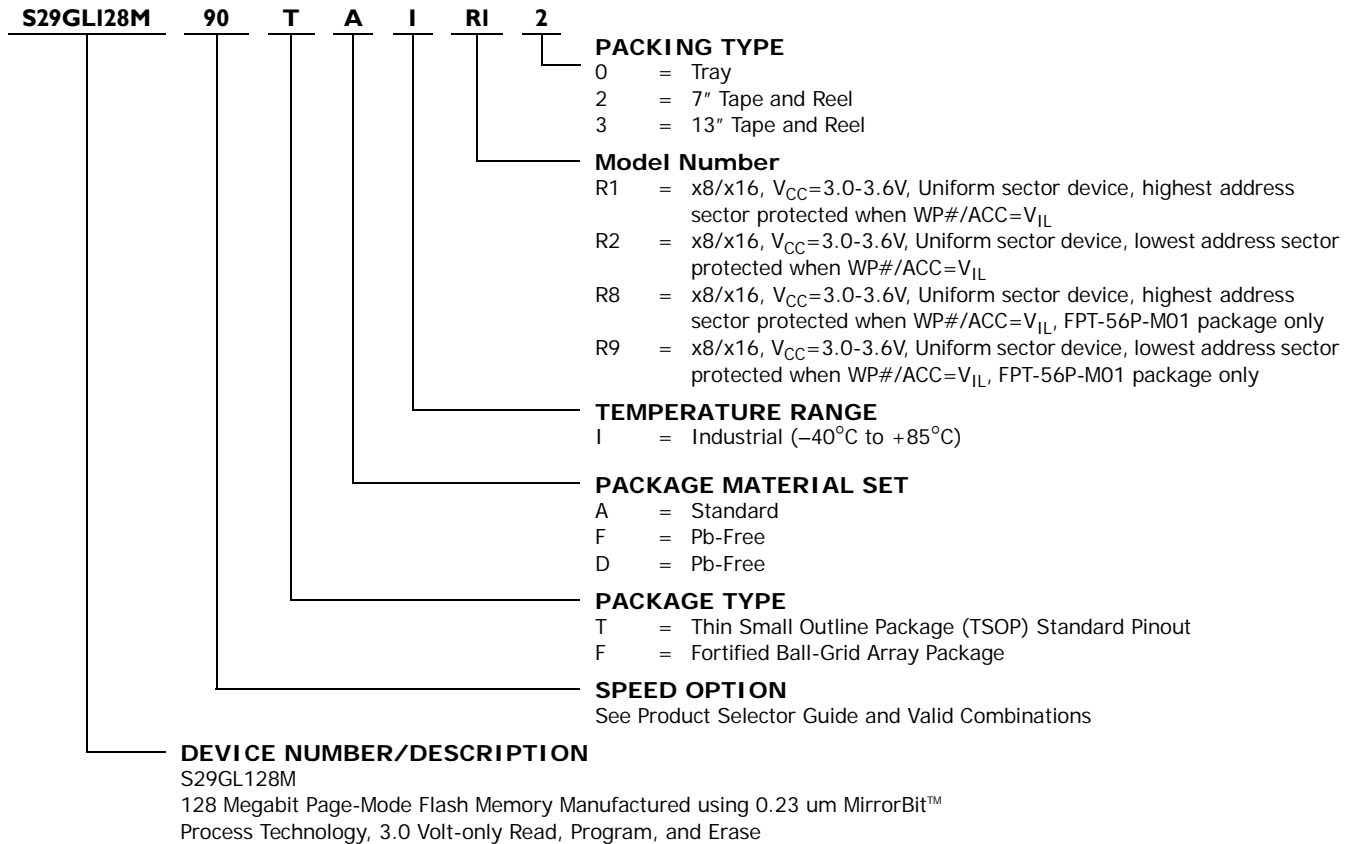 S29GL128M 90 T A I R1 2
PACKING TYPE
0 = Tray
2 = 7″ Tape and Reel
3 = 13″ Tape and Reel
Model Number
R1 = x8/x16, VCC=3.0-3.6V, Uniform sector device, highest address
sector protected when WP#/ACC=VIL
R2 = x8/x16, VCC=3.0-3.6V, Uniform sector device, lowest address sector
protected when WP#/ACC=VIL
R8 = x8/x16, VCC=3.0-3.6V, Uniform sector device, highest address
sector protected when WP#/ACC=VIL, FPT-56P-M01 package only
R9 = x8/x16, VCC=3.0-3.6V, Uniform sector device, lowest address sector
protected when WP#/ACC=VIL, FPT-56P-M01 package only
TEMPERATURE RANGE
I = Industrial (–40°C to +85°C)
PACKAGE MATERIAL SET
A = Standard
F = Pb-Free
D = Pb-Free
PACKAGE TYPE
T = Thin Small Outline Package (TSOP) Standard Pinout
F = Fortified Ball-Grid Array Package
SPEED OPTION
See Product Selector Guide and Valid Combinations
DEVICE NUMBER/DESCRIPTION
S29GL128M
128 Megabit Page-Mode Flash Memory Manufactured using 0.23 um MirrorBit™
Process Technology, 3.0 Volt-only Read, Program, and Erase